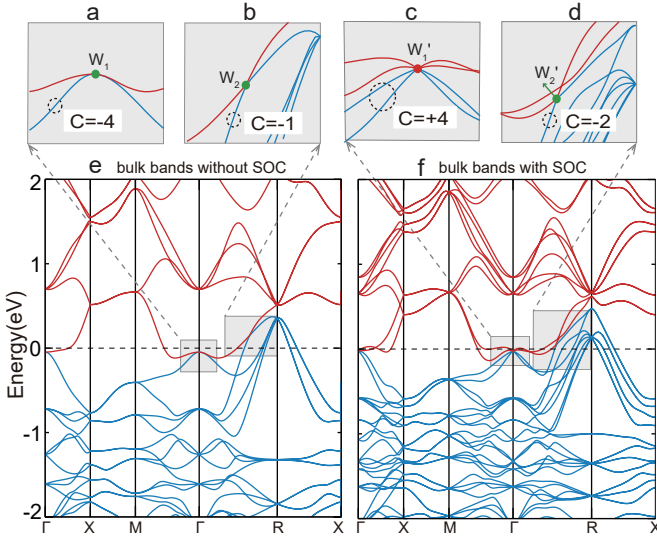 a b c d
W1 W2 W1' W2'
C=-4 C=-1 C=+4 C=-2
e bulk bands without SOC f bulk bands with SOC
Energy(eV)
2
1
0
-1
-2
Γ X M Γ R X Γ X M Γ R X